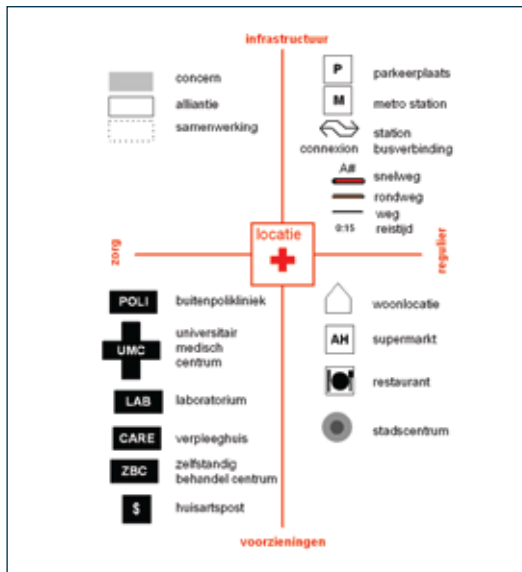 infrastructuur
concern
alliantie
samenwerking
P parkeerplaats
M metro station
station
connexion busverbinding
A# snelweg
rondweg
weg
0:15 reistijd
zorg
locatie
regulier
POLI buitenpolikliniek
UMC universitair
medisch
centrum
LAB laboratorium
CARE verpleeghuis
ZBC zelfstandig
behandel centrum
$ huisartspost
woonlocatie
AH supermarkt
restaurant
stadscentrum
voorzieningen